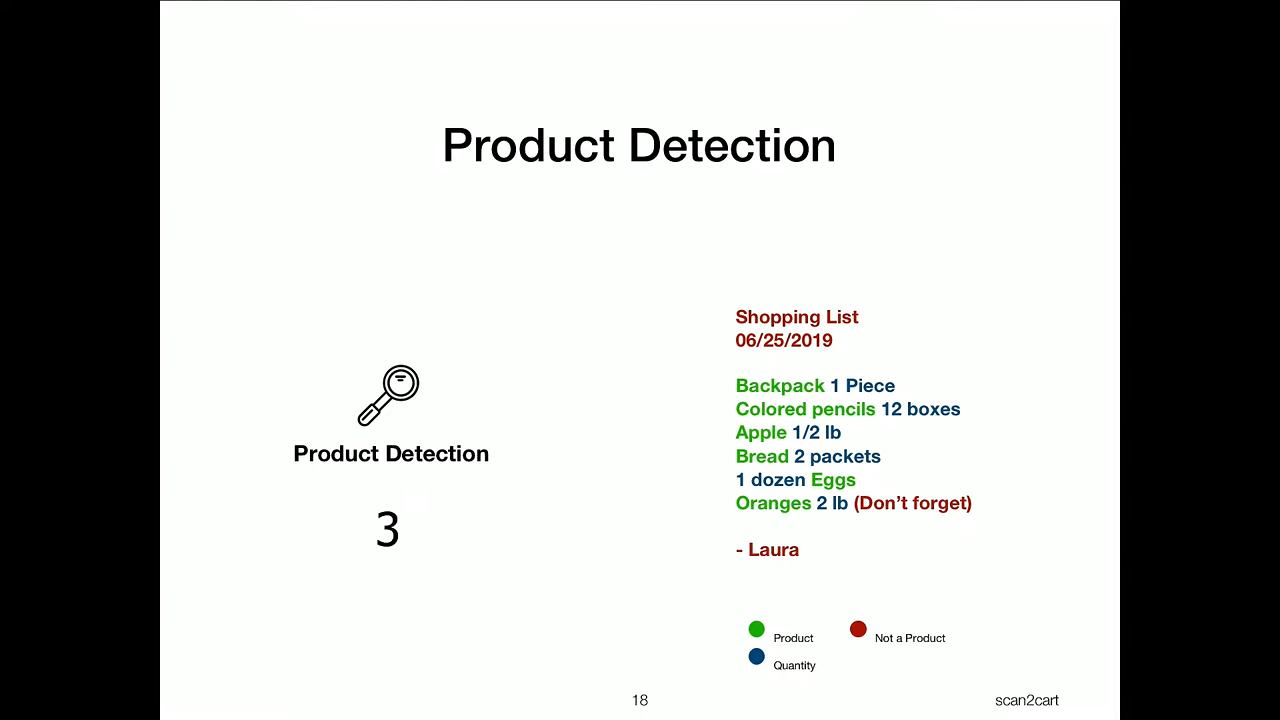 Product Detection
Product Detection
3
Shopping List
06/25/2019
Backpack 1 Piece
Colored pencils 12 boxes
Apple 1/2 lb
Bread 2 packets
1 dozen Eggs
Oranges 2 lb (Don’t forget)
- Laura
Product
Not a Product
Quantity
18
scan2cart